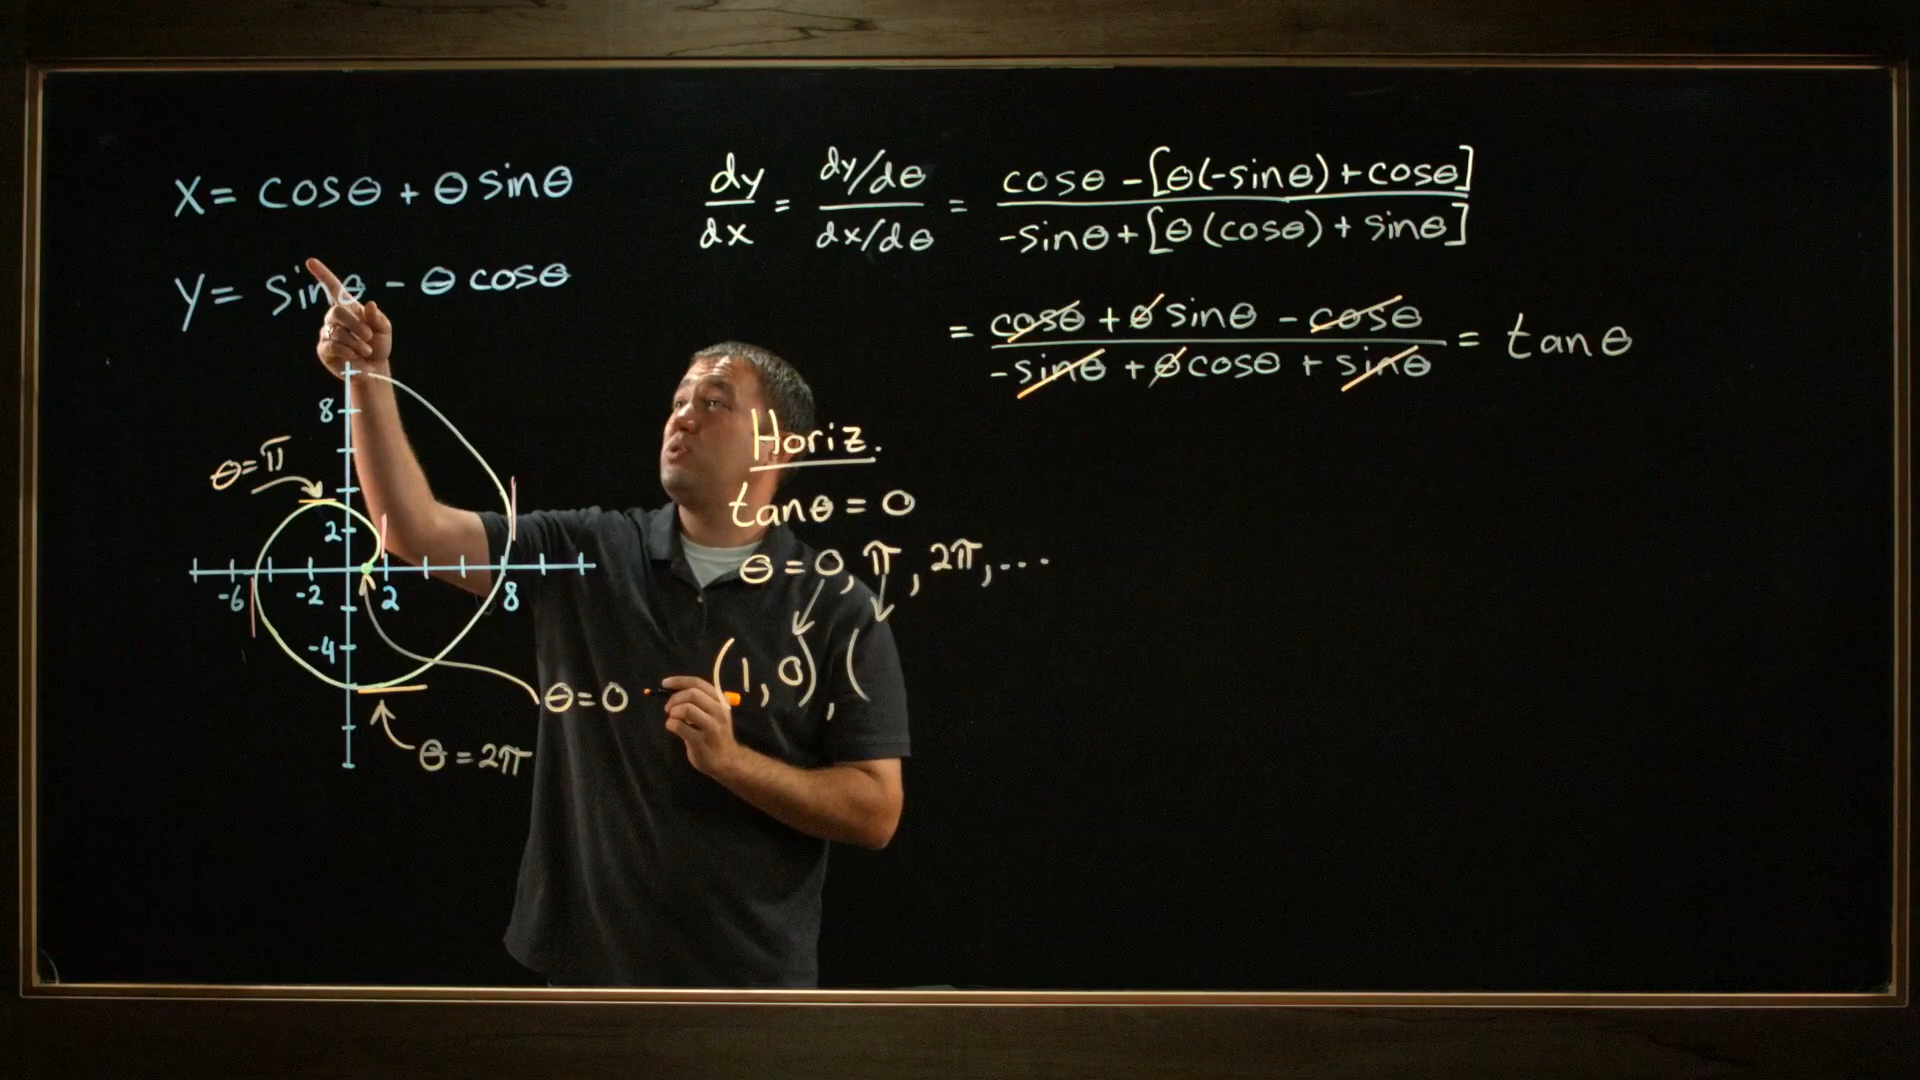 x = cosθ + θ sinθ
y = sinθ - θ cosθ
dy/dx = (dy/dθ)/(dx/dθ) = (cosθ - [θ(-sinθ) + cosθ])/(-sinθ + [θ(cosθ) + sinθ])
= (cosθ + θ sinθ - cosθ)/(-sinθ + θ cosθ + sinθ) = tanθ
8
θ = π
2
-6 -2 2 8
-4
θ = 0
θ = 2π
Horiz.
tanθ = 0
θ = 0, π, 2π, ...
(1, 0), (